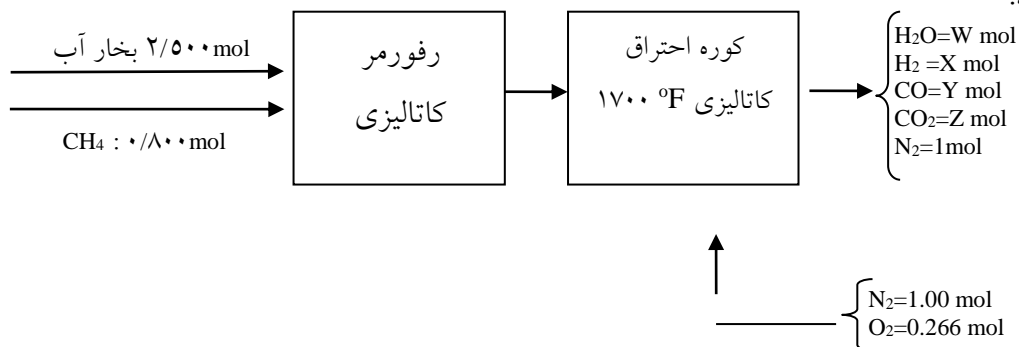 ۲/۵۰۰mol بخار آب
CH4 : ۰/۸۰۰mol
رفورمر
کاتالیزی
کوره احتراق
کاتالیزی ۱۷۰۰ ºF
H2O=W mol
H2 =X mol
CO=Y mol
CO2=Z mol
N2=1mol
N2=1.00 mol
O2=0.266 mol